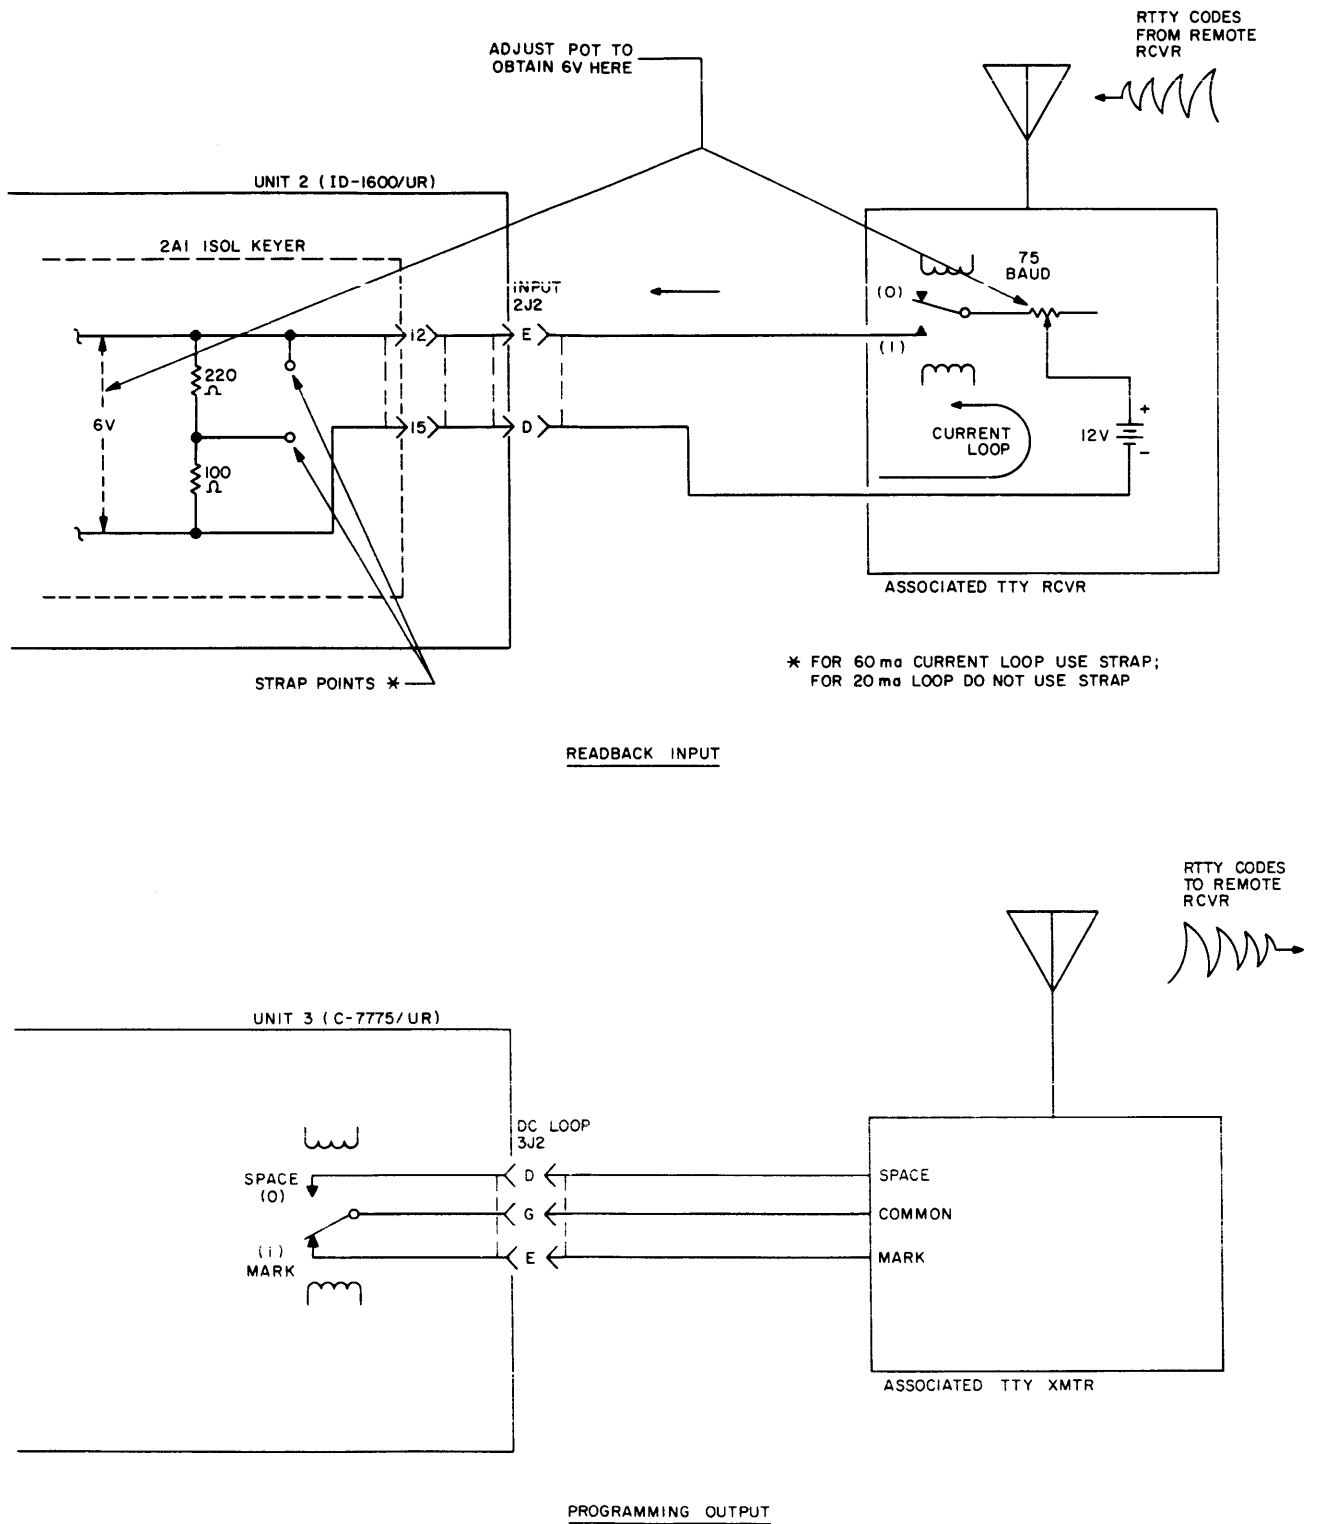 RTTY CODES
FROM REMOTE
RCVR
ADJUST POT TO
OBTAIN 6V HERE
UNIT 2 (ID-1600/UR)
2A1 ISOL KEYER
INPUT
2J2
75
BAUD
(0)
12
E
(1)
220
Ω
6V
15
D
CURRENT
LOOP
+
12V
-
100
Ω
ASSOCIATED TTY RCVR
STRAP POINTS *
* FOR 60 ma CURRENT LOOP USE STRAP;
FOR 20 ma LOOP DO NOT USE STRAP
READBACK INPUT
RTTY CODES
TO REMOTE
RCVR
UNIT 3 (C-7775/UR)
DC LOOP
3J2
SPACE
(0)
D
SPACE
G
COMMON
(1)
MARK
E
MARK
ASSOCIATED TTY XMTR
PROGRAMMING OUTPUT